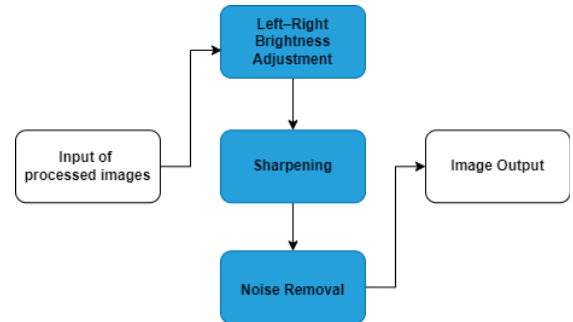 Left–Right
Brightness
Adjustment
Input of
processed images
Sharpening
Image Output
Noise Removal